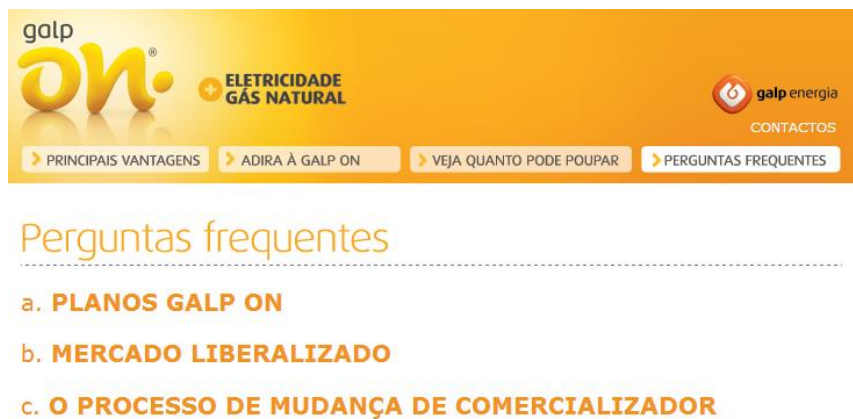 galp
on®
ELETRICIDADE
GÁS NATURAL
galp energia
CONTACTOS
PRINCIPAIS VANTAGENS
ADIRA À GALP ON
VEJA QUANTO PODE POUPAR
PERGUNTAS FREQUENTES
Perguntas frequentes
a. PLANOS GALP ON
b. MERCADO LIBERALIZADO
c. O PROCESSO DE MUDANÇA DE COMERCIALIZADOR